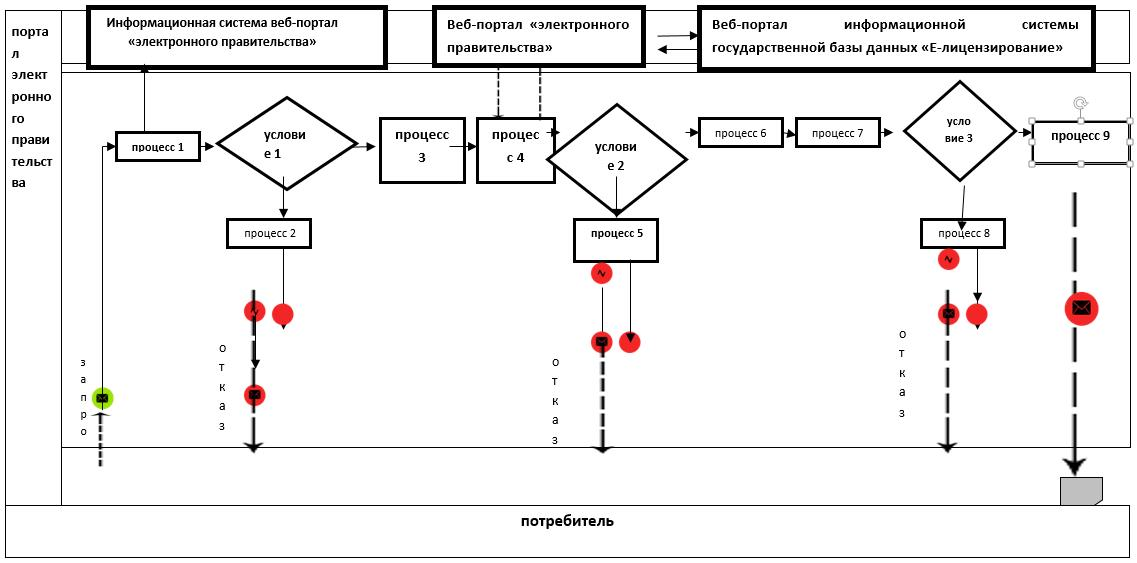 порта
л
элект
ронно
го
прави
тельст
ва
Информационная система веб-портал
«электронного правительства»
Веб-портал «электронного
правительства»
Веб-портал информационной системы
государственной базы данных «Е-лицензирование»
процесс 1
услови
е 1
процесс
3
процес
с 4
услови
е 2
процесс 6
процесс 7
усло
вие 3
процесс 9
процесс 2
процесс 5
процесс 8
з
а
п
р
о
о
т
к
а
з
о
т
к
а
з
о
т
к
а
з
потребитель